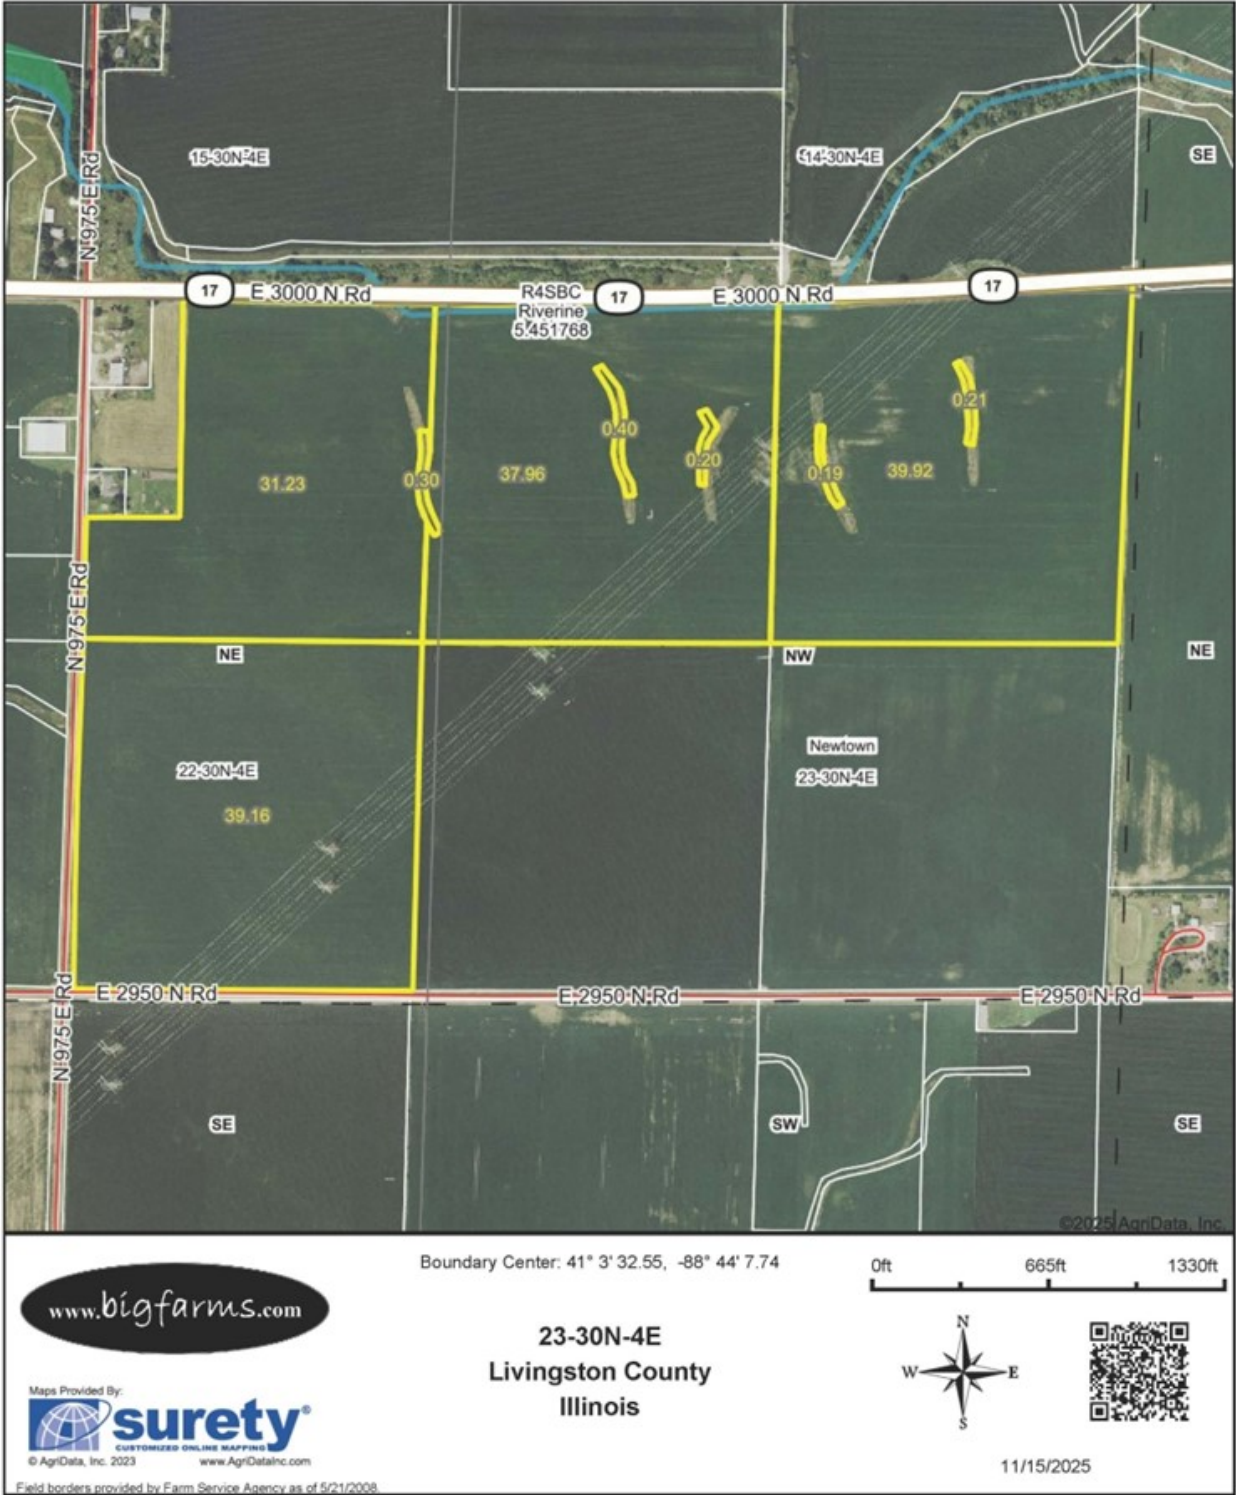 15-30N-4E
14-30N-4E
SE
N 975 E Rd
17
E 3000 N Rd
R4SBC
Riverine
5.451768
17
E 3000 N Rd
17
31.23
0.30
37.96
0.40
0.20
0.19
39.92
0.21
N 975 E Rd
NE
NW
NE
22-30N-4E
39.16
Newtown
23-30N-4E
N 975 E Rd
E 2950 N Rd
E 2950 N Rd
E 2950 N Rd
SE
SW
SE
©2025 AgriData, Inc.
www.bigfarms.com
Maps Provided By:
surety®
CUSTOMIZED ONLINE MAPPING
© AgriData, Inc. 2023 www.AgriDataInc.com
Field borders provided by Farm Service Agency as of 5/21/2008.
Boundary Center: 41° 3' 32.55, -88° 44' 7.74
23-30N-4E
Livingston County
Illinois
0ft 665ft 1330ft
N
W E
S
11/15/2025